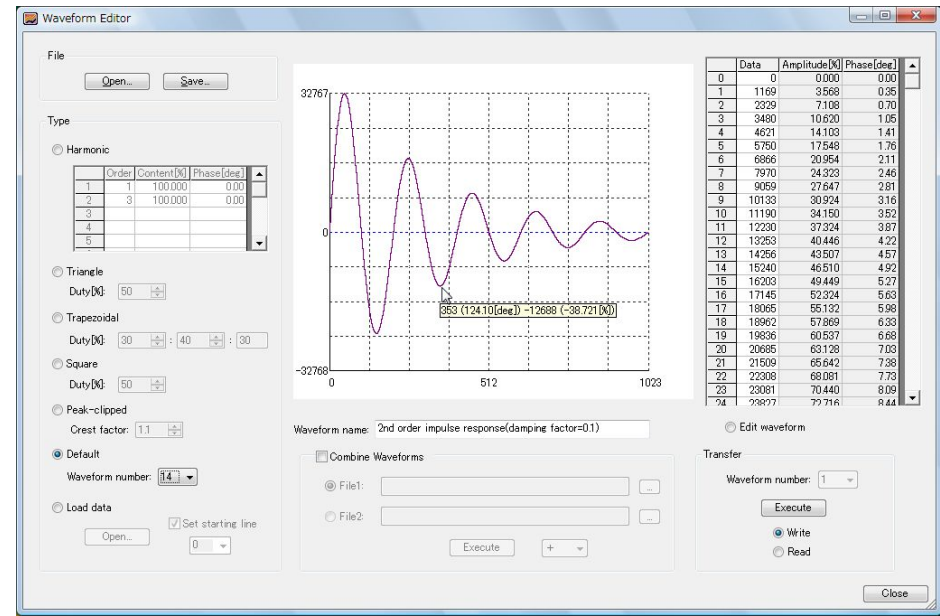 Waveform Editor
File
Open...
Save...
Type
Harmonic
Order Content[%] Phase[deg]
1 1 100.000 0.00
2 3 100.000 0.00
3
4
5
Triangle
Duty[%]: 50
Trapezoidal
Duty[%]: 30 : 40 : 30
Square
Duty[%]: 50
Peak-clipped
Crest factor: 1.1
Default
Waveform number: 14
Load data
Open...
Set starting line
0
32767
0
-32768
0 512 1023
353 (124.10[deg]) -12688 (-38.721[%])
Waveform name: 2nd order impulse response(damping factor=0.1)
Combine Waveforms
File1: ...
File2: ...
Execute +
Data Amplitude[%] Phase[deg]
0 0 0.000 0.00
1 1169 3.568 0.35
2 2329 7.108 0.70
3 3480 10.620 1.05
4 4621 14.103 1.41
5 5750 17.548 1.76
6 6866 20.954 2.11
7 7970 24.323 2.46
8 9059 27.647 2.81
9 10133 30.924 3.16
10 11190 34.150 3.52
11 12230 37.324 3.87
12 13253 40.446 4.22
13 14256 43.507 4.57
14 15240 46.510 4.92
15 16203 49.449 5.27
16 17145 52.324 5.63
17 18065 55.132 5.98
18 18962 57.869 6.33
19 19836 60.537 6.68
20 20685 63.128 7.03
21 21509 65.642 7.38
22 22308 68.081 7.73
23 23081 70.440 8.09
24 23827 72.716 8.44
Edit waveform
Transfer
Waveform number: 1
Execute
Write
Read
Close